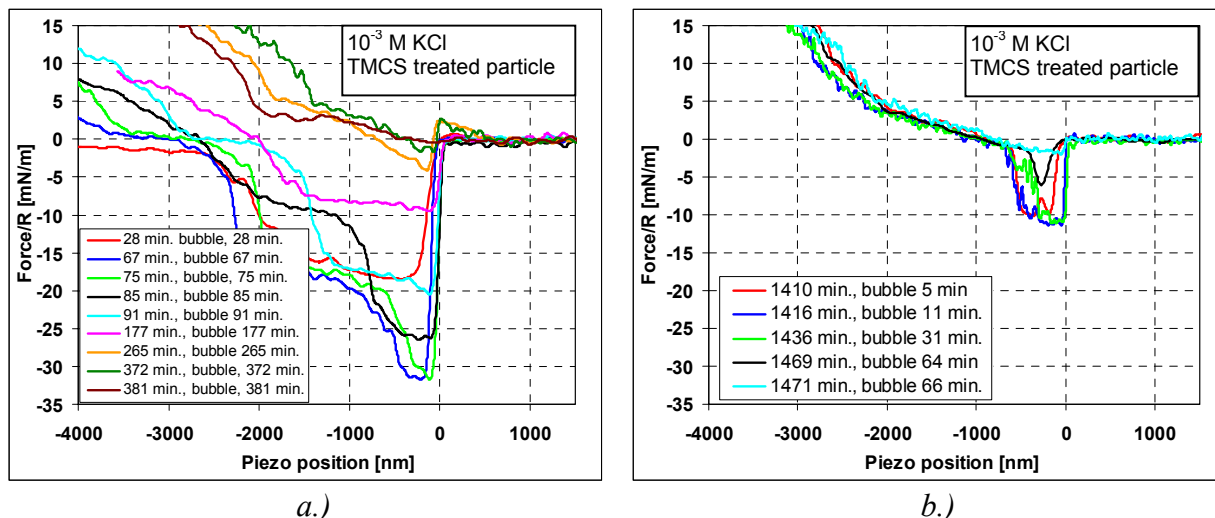 10⁻³ M KCl
TMCS treated particle
Force/R [mN/m]
15
10
5
0
-5
-10
-15
-20
-25
-30
-35
28 min. bubble, 28 min.
67 min., bubble 67 min.
75 min., bubble, 75 min.
85 min., bubble 85 min.
91 min., bubble 91 min.
177 min., bubble 177 min.
265 min., bubble 265 min.
372 min., bubble, 372 min.
381 min., bubble, 381 min.
-4000 -3000 -2000 -1000 0 1000
Piezo position [nm]
a.)
10⁻³ M KCl
TMCS treated particle
Force/R [mN/m]
15
10
5
0
-5
-10
-15
-20
-25
-30
-35
1410 min., bubble 5 min
1416 min., bubble 11 min.
1436 min., bubble 31 min.
1469 min., bubble 64 min
1471 min., bubble 66 min.
-4000 -3000 -2000 -1000 0 1000
Piezo position [nm]
b.)